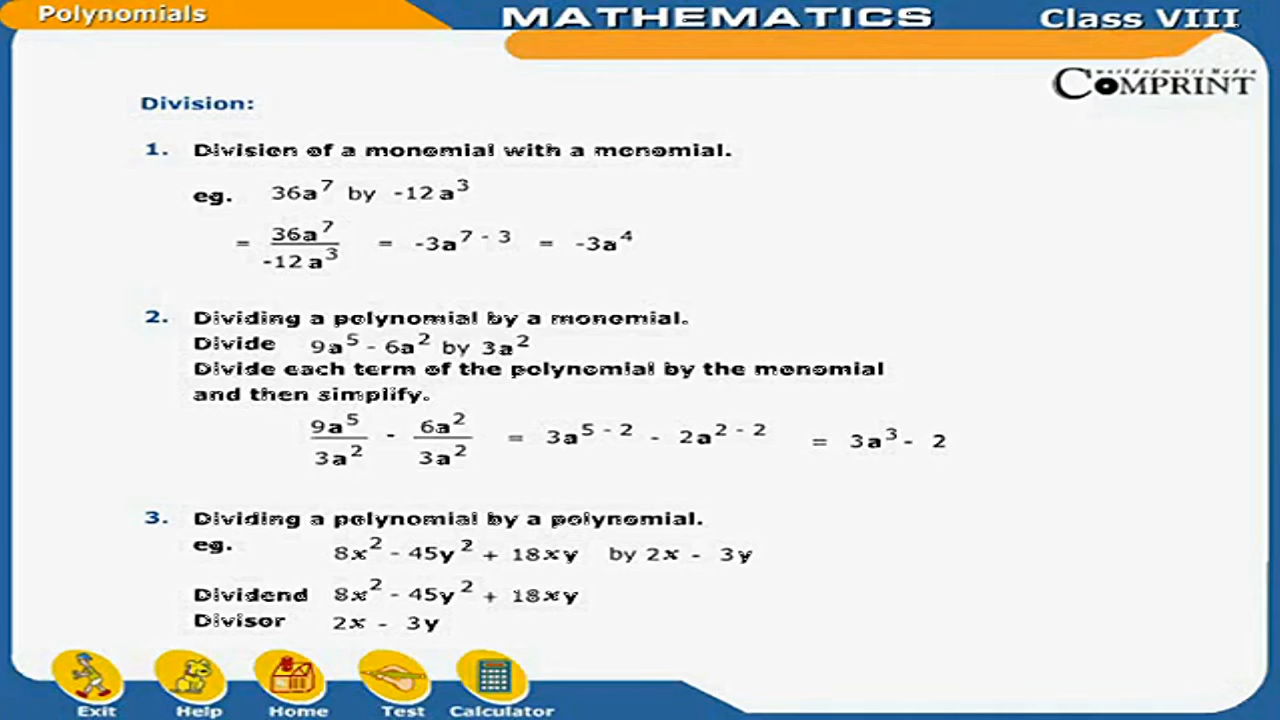 Polynomials
MATHEMATICS
Class VIII
world of multi Media
COMPRINT
Division:
1. Division of a monomial with a monomial.
eg. 36a⁷ by -12a³
= 36a⁷/-12a³ = -3a⁷⁻³ = -3a⁴
2. Dividing a polynomial by a monomial.
Divide 9a⁵ - 6a² by 3a²
Divide each term of the polynomial by the monomial
and then simplify.
9a⁵/3a² - 6a²/3a² = 3a⁵⁻² - 2a²⁻² = 3a³ - 2
3. Dividing a polynomial by a polynomial.
eg. 8x² - 45y² + 18xy by 2x - 3y
Dividend 8x² - 45y² + 18xy
Divisor 2x - 3y
Exit Help Home Test Calculator